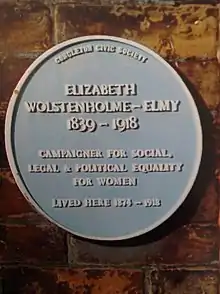 CONGLETON CIVIC SOCIETY
ELIZABETH
WOLSTENHOLME-ELMY
1839 - 1918
CAMPAIGNER FOR SOCIAL,
LEGAL & POLITICAL EQUALITY
FOR WOMEN
LIVED HERE 1874 - 1918